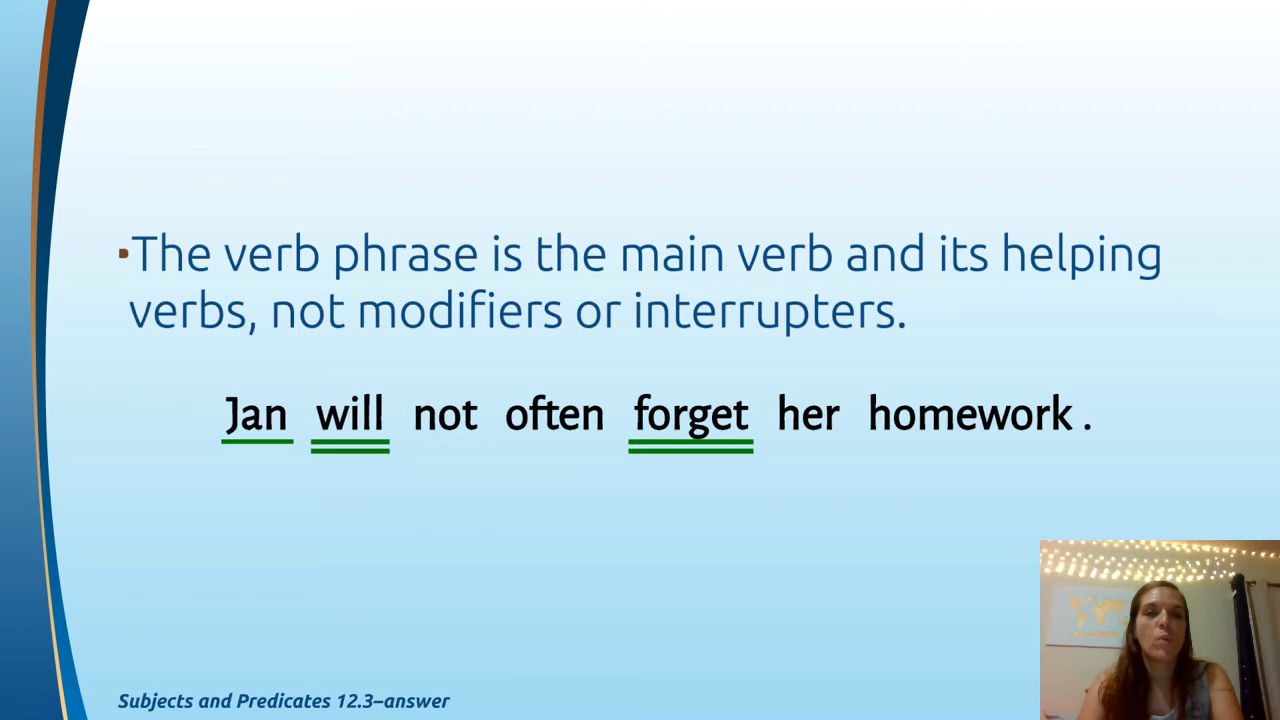 ▪The verb phrase is the main verb and its helping
verbs, not modifiers or interrupters.
Jan will not often forget her homework .
Subjects and Predicates 12.3–answer